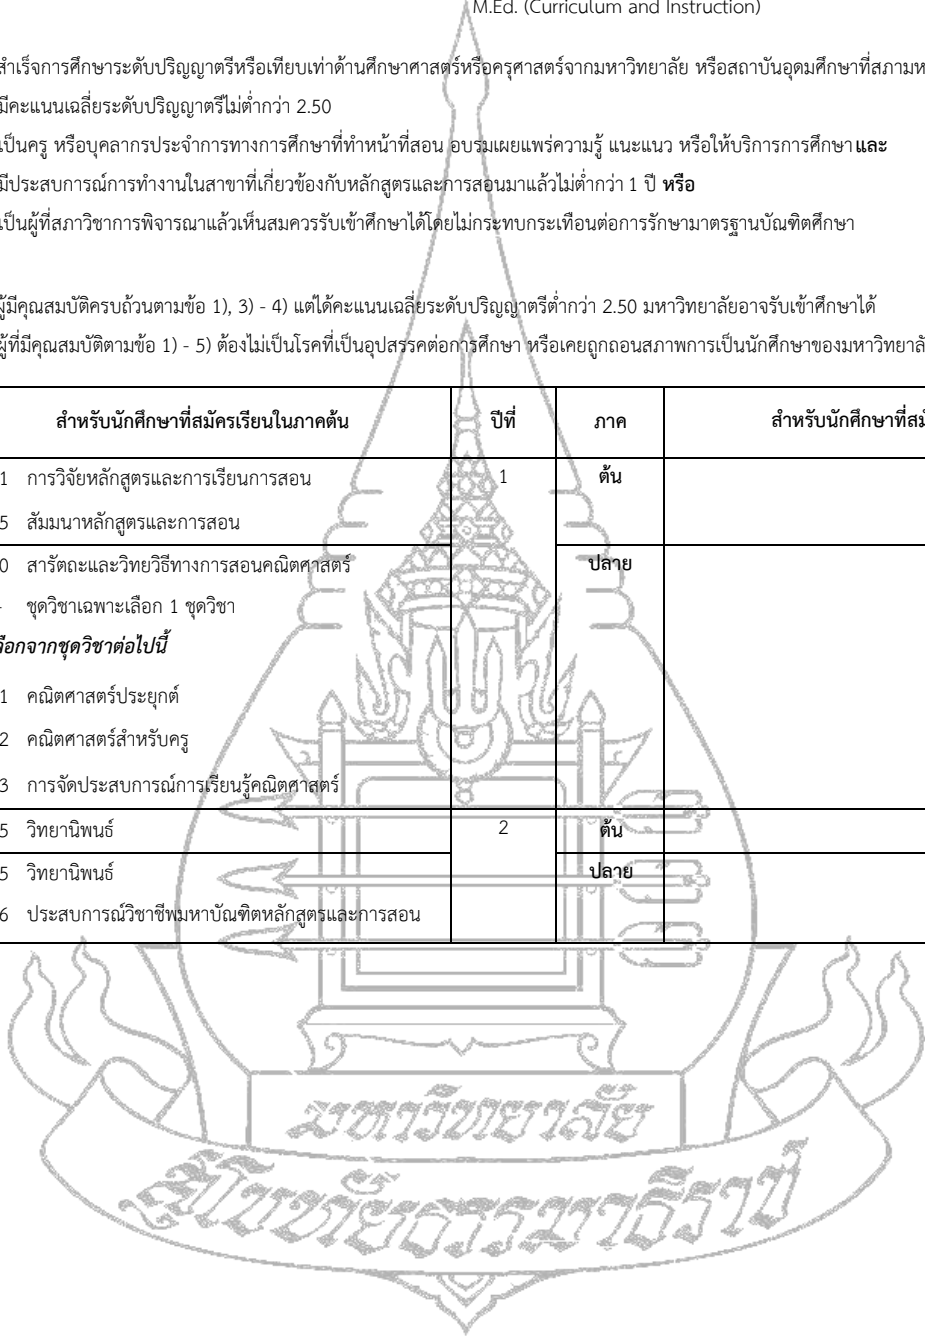 M.Ed. (Curriculum and Instruction)
สำเร็จการศึกษาระดับปริญญาตรีหรือเทียบเท่าด้านศึกษาศาสตร์หรือครุศาสตร์จากมหาวิทยาลัย หรือสถาบันอุดมศึกษาที่สภามห
มีคะแนนเฉลี่ยระดับปริญญาตรีไม่ต่ำกว่า 2.50
เป็นครู หรือบุคลากรประจำการทางการศึกษาที่ทำหน้าที่สอน อบรมเผยแพร่ความรู้ แนะแนว หรือให้บริการการศึกษา และ
มีประสบการณ์การทำงานในสาขาที่เกี่ยวข้องกับหลักสูตรและการสอนมาแล้วไม่ต่ำกว่า 1 ปี หรือ
เป็นผู้ที่สภาวิชาการพิจารณาแล้วเห็นสมควรรับเข้าศึกษาได้โดยไม่กระทบกระเทือนต่อการรักษามาตรฐานบัณฑิตศึกษา
ผู้มีคุณสมบัติครบถ้วนตามข้อ 1), 3) - 4) แต่ได้คะแนนเฉลี่ยระดับปริญญาตรีต่ำกว่า 2.50 มหาวิทยาลัยอาจรับเข้าศึกษาได้
ผู้ที่มีคุณสมบัติตามข้อ 1) - 5) ต้องไม่เป็นโรคที่เป็นอุปสรรคต่อการศึกษา หรือเคยถูกถอนสภาพการเป็นนักศึกษาของมหาวิทยาลั
สำหรับนักศึกษาที่สมัครเรียนในภาคต้น ปีที่ ภาค สำหรับนักศึกษาที่สมั
1 การวิจัยหลักสูตรและการเรียนการสอน 1 ต้น
5 สัมมนาหลักสูตรและการสอน
0 สารัตถะและวิทยวิธีทางการสอนคณิตศาสตร์ ปลาย
- ชุดวิชาเฉพาะเลือก 1 ชุดวิชา
ลือกจากชุดวิชาต่อไปนี้
1 คณิตศาสตร์ประยุกต์
2 คณิตศาสตร์สำหรับครู
3 การจัดประสบการณ์การเรียนรู้คณิตศาสตร์
5 วิทยานิพนธ์ 2 ต้น
5 วิทยานิพนธ์ ปลาย
6 ประสบการณ์วิชาชีพมหาบัณฑิตหลักสูตรและการสอน
มหาวิทยาลัย
สุโขทัยธรรมาธิราช